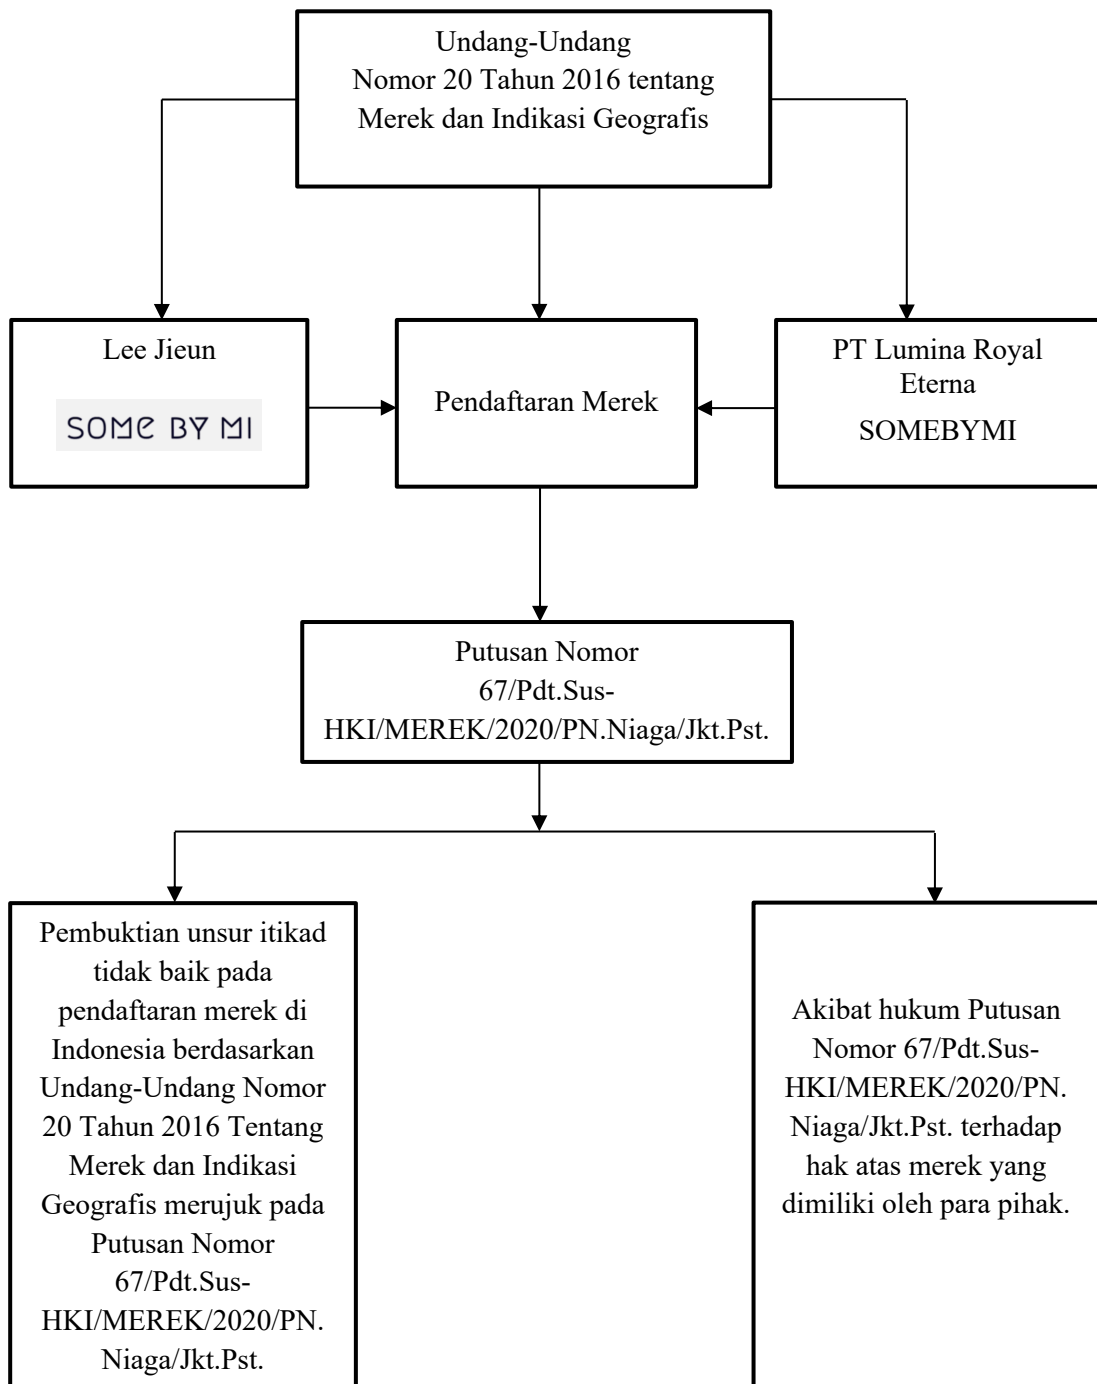 Undang-Undang
Nomor 20 Tahun 2016 tentang
Merek dan Indikasi Geografis
Lee Jieun
SOME BY MI
Pendaftaran Merek
PT Lumina Royal
Eterna
SOMEBYMI
Putusan Nomor
67/Pdt.Sus-
HKI/MEREK/2020/PN.Niaga/Jkt.Pst.
Pembuktian unsur itikad
tidak baik pada
pendaftaran merek di
Indonesia berdasarkan
Undang-Undang Nomor
20 Tahun 2016 Tentang
Merek dan Indikasi
Geografis merujuk pada
Putusan Nomor
67/Pdt.Sus-
HKI/MEREK/2020/PN.
Niaga/Jkt.Pst.
Akibat hukum Putusan
Nomor 67/Pdt.Sus-
HKI/MEREK/2020/PN.
Niaga/Jkt.Pst. terhadap
hak atas merek yang
dimiliki oleh para pihak.